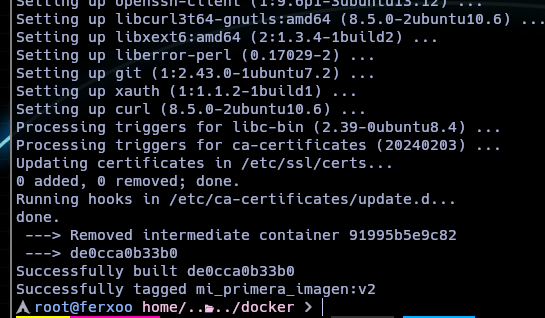 Setting up openssh-client (1:9.6p1-3ubuntu13.12) ...
Setting up libcurl3t64-gnutls:amd64 (8.5.0-2ubuntu10.6) ...
Setting up libxext6:amd64 (2:1.3.4-1build2) ...
Setting up liberror-perl (0.17029-2) ...
Setting up git (1:2.43.0-1ubuntu7.2) ...
Setting up xauth (1:1.1.2-1build1) ...
Setting up curl (8.5.0-2ubuntu10.6) ...
Processing triggers for libc-bin (2.39-0ubuntu8.4) ...
Processing triggers for ca-certificates (20240203) ...
Updating certificates in /etc/ssl/certs...
0 added, 0 removed; done.
Running hooks in /etc/ca-certificates/update.d...
done.
 ---> Removed intermediate container 91995b5e9c82
 ---> de0cca0b33b0
Successfully built de0cca0b33b0
Successfully tagged mi_primera_imagen:v2
root@ferxoo home/../../docker >